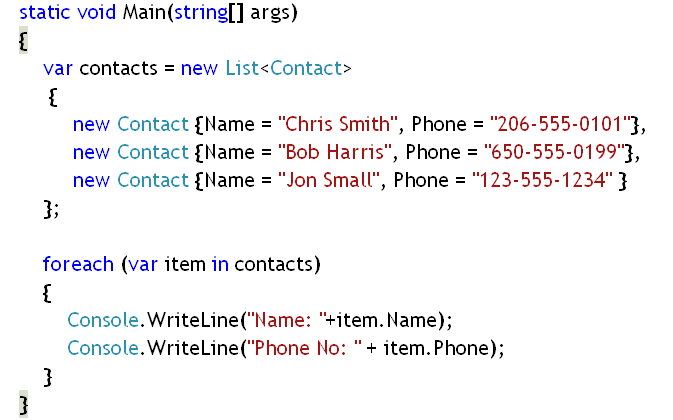 static void Main(string[] args)
{
var contacts = new List<Contact>
{
new Contact {Name = "Chris Smith", Phone = "206-555-0101"},
new Contact {Name = "Bob Harris", Phone = "650-555-0199"},
new Contact {Name = "Jon Small", Phone = "123-555-1234" }
};
foreach (var item in contacts)
{
Console.WriteLine("Name: "+item.Name);
Console.WriteLine("Phone No: " + item.Phone);
}
}